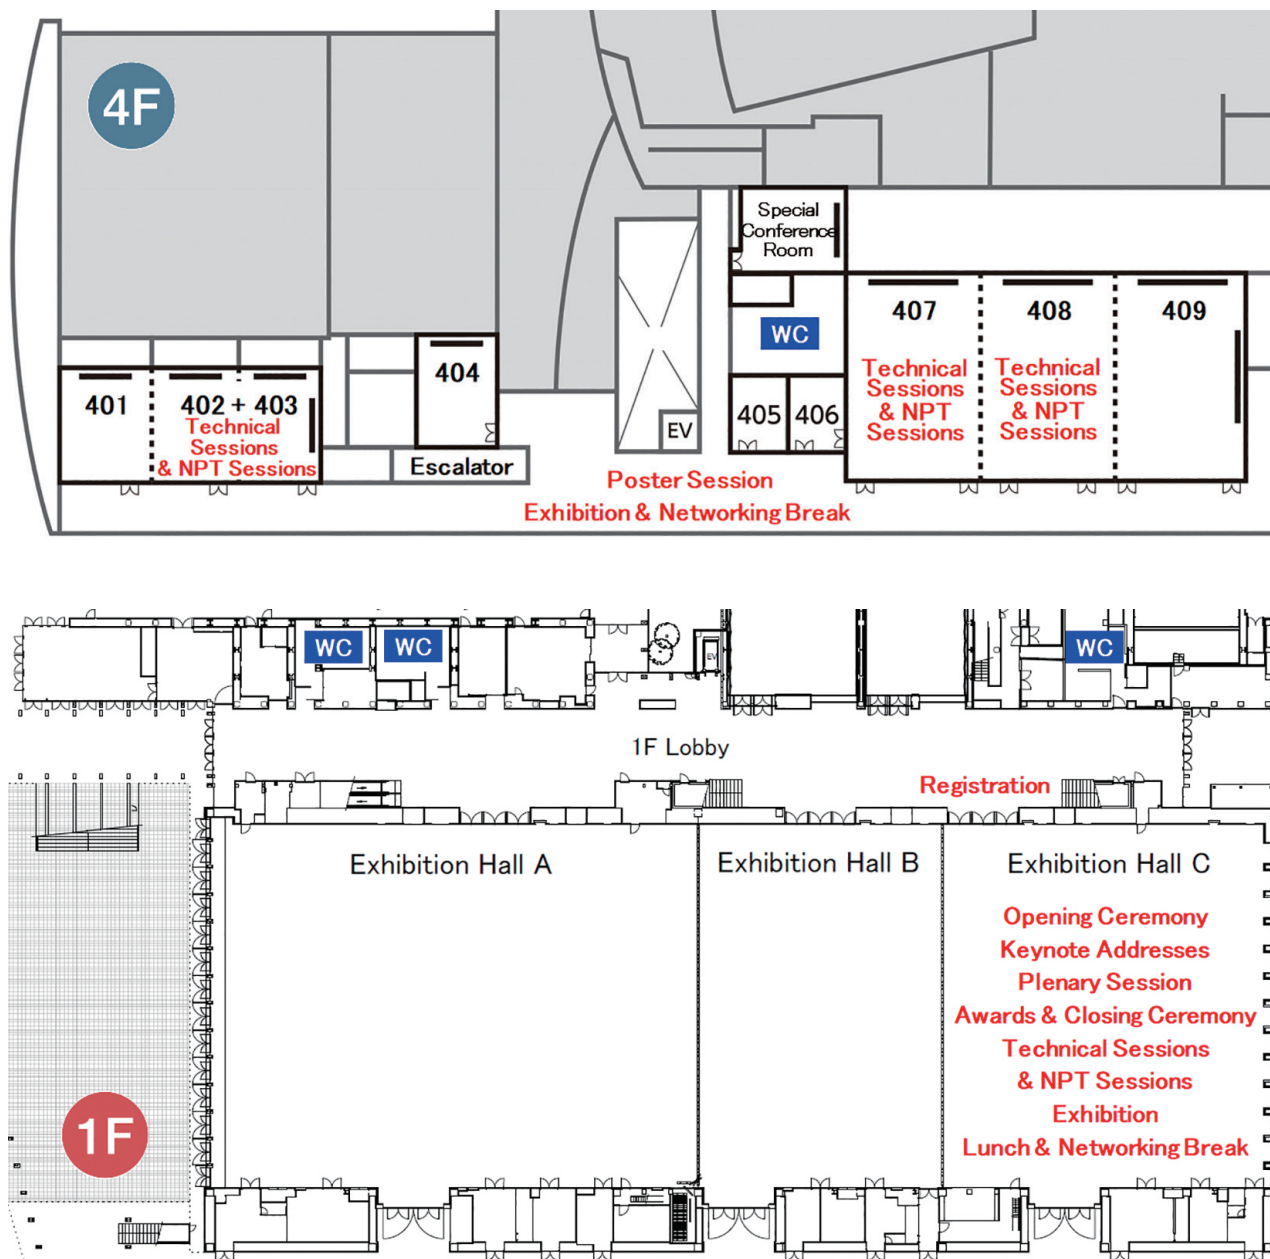 4F
Special
Conference
Room
WC
401
402 + 403
Technical
Sessions
& NPT Sessions
404
Escalator
EV
405
406
407
Technical
Sessions
& NPT
Sessions
408
Technical
Sessions
& NPT
Sessions
409
Poster Session
Exhibition & Networking Break
WC
WC
EV
WC
1F Lobby
Registration
Exhibition Hall A
Exhibition Hall B
Exhibition Hall C
Opening Ceremony
Keynote Addresses
Plenary Session
Awards & Closing Ceremony
Technical Sessions
& NPT Sessions
Exhibition
Lunch & Networking Break
1F